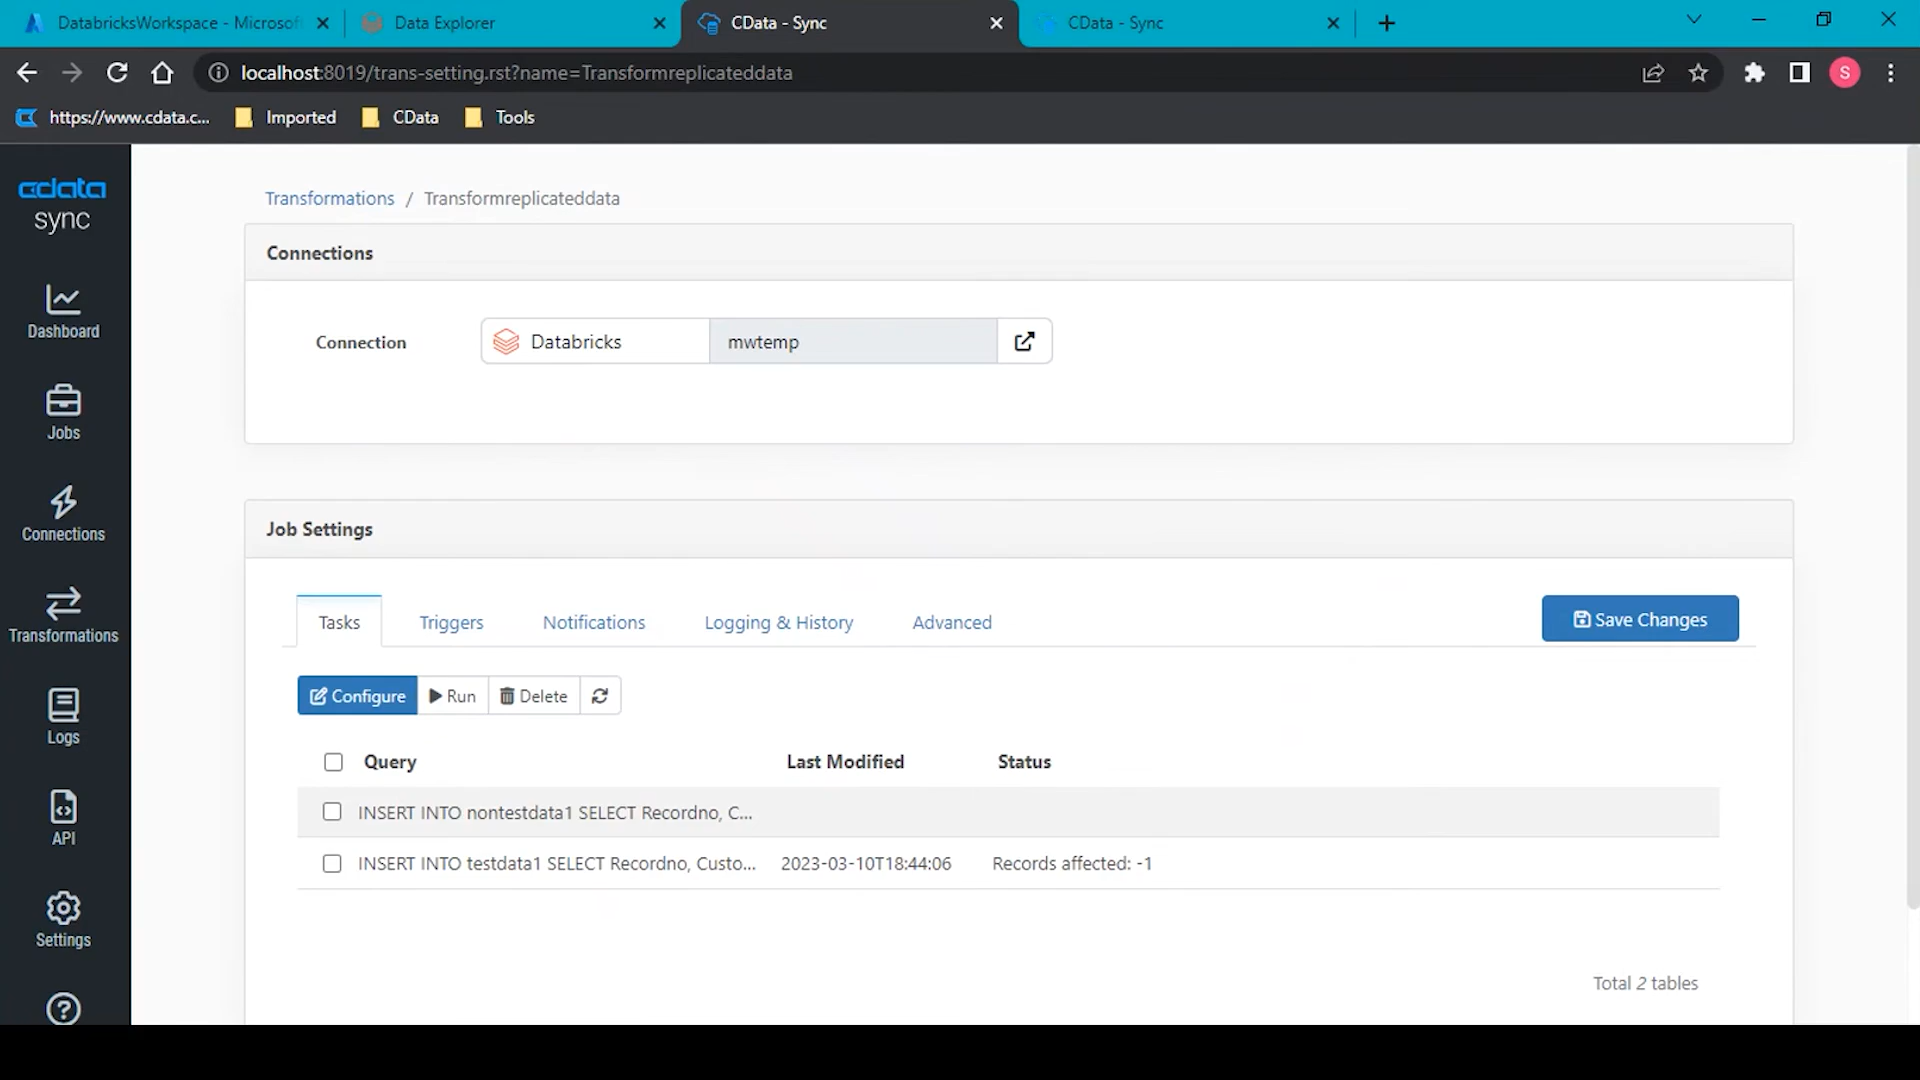 DatabricksWorkspace - Microsof
Data Explorer
CData - Sync
CData - Sync
localhost:8019/trans-setting.rst?name=Transformreplicateddata
S
https://www.cdata.c...
Imported
CData
Tools
cdata
sync
Dashboard
Jobs
Connections
Transformations
Logs
API
Settings
Transformations / Transformreplicateddata
Connections
Connection
Databricks
mwtemp
Job Settings
Tasks
Triggers
Notifications
Logging & History
Advanced
Save Changes
Configure
Run
Delete
Query
Last Modified
Status
INSERT INTO nontestdata1 SELECT Recordno, C...
INSERT INTO testdata1 SELECT Recordno, Custo...
2023-03-10T18:44:06
Records affected: -1
Total 2 tables